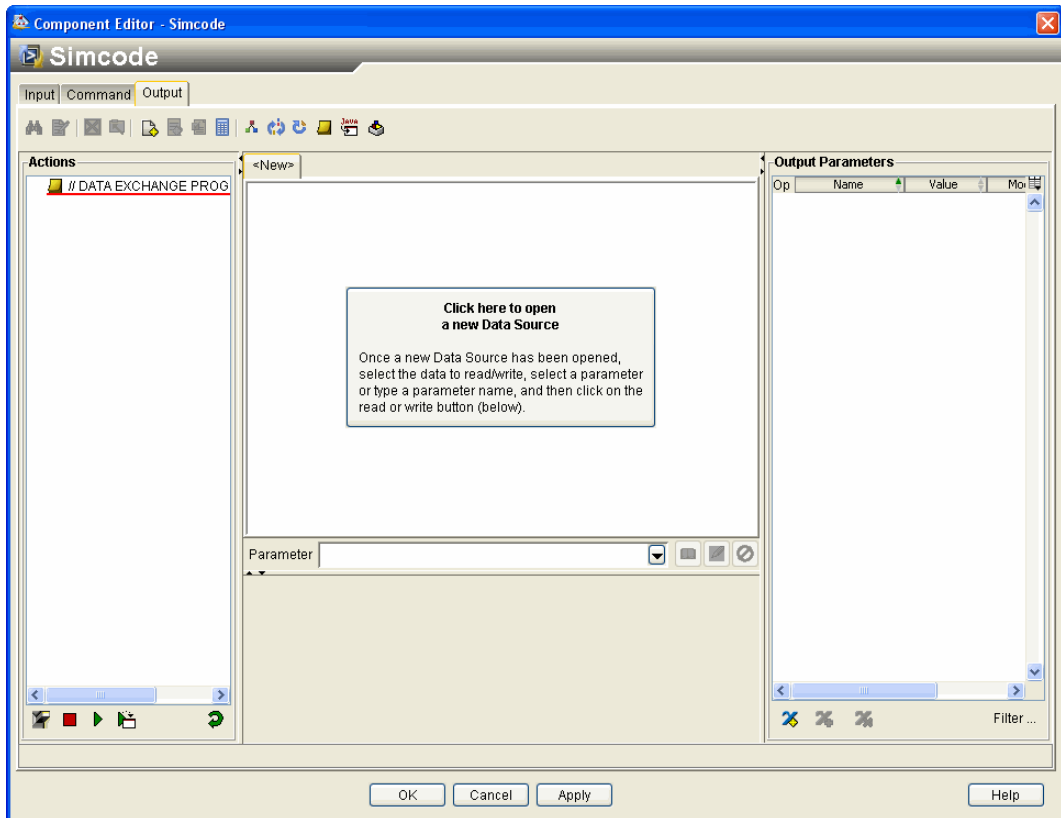 Component Editor - Simcode
Simcode
Input Command Output
Java
Actions
// DATA EXCHANGE PROG
<New>
Click here to open
a new Data Source
Once a new Data Source has been opened,
select the data to read/write, select a parameter
or type a parameter name, and then click on the
read or write button (below).
Parameter
Output Parameters
Op Name Value Mo
Filter ...
OK Cancel Apply Help